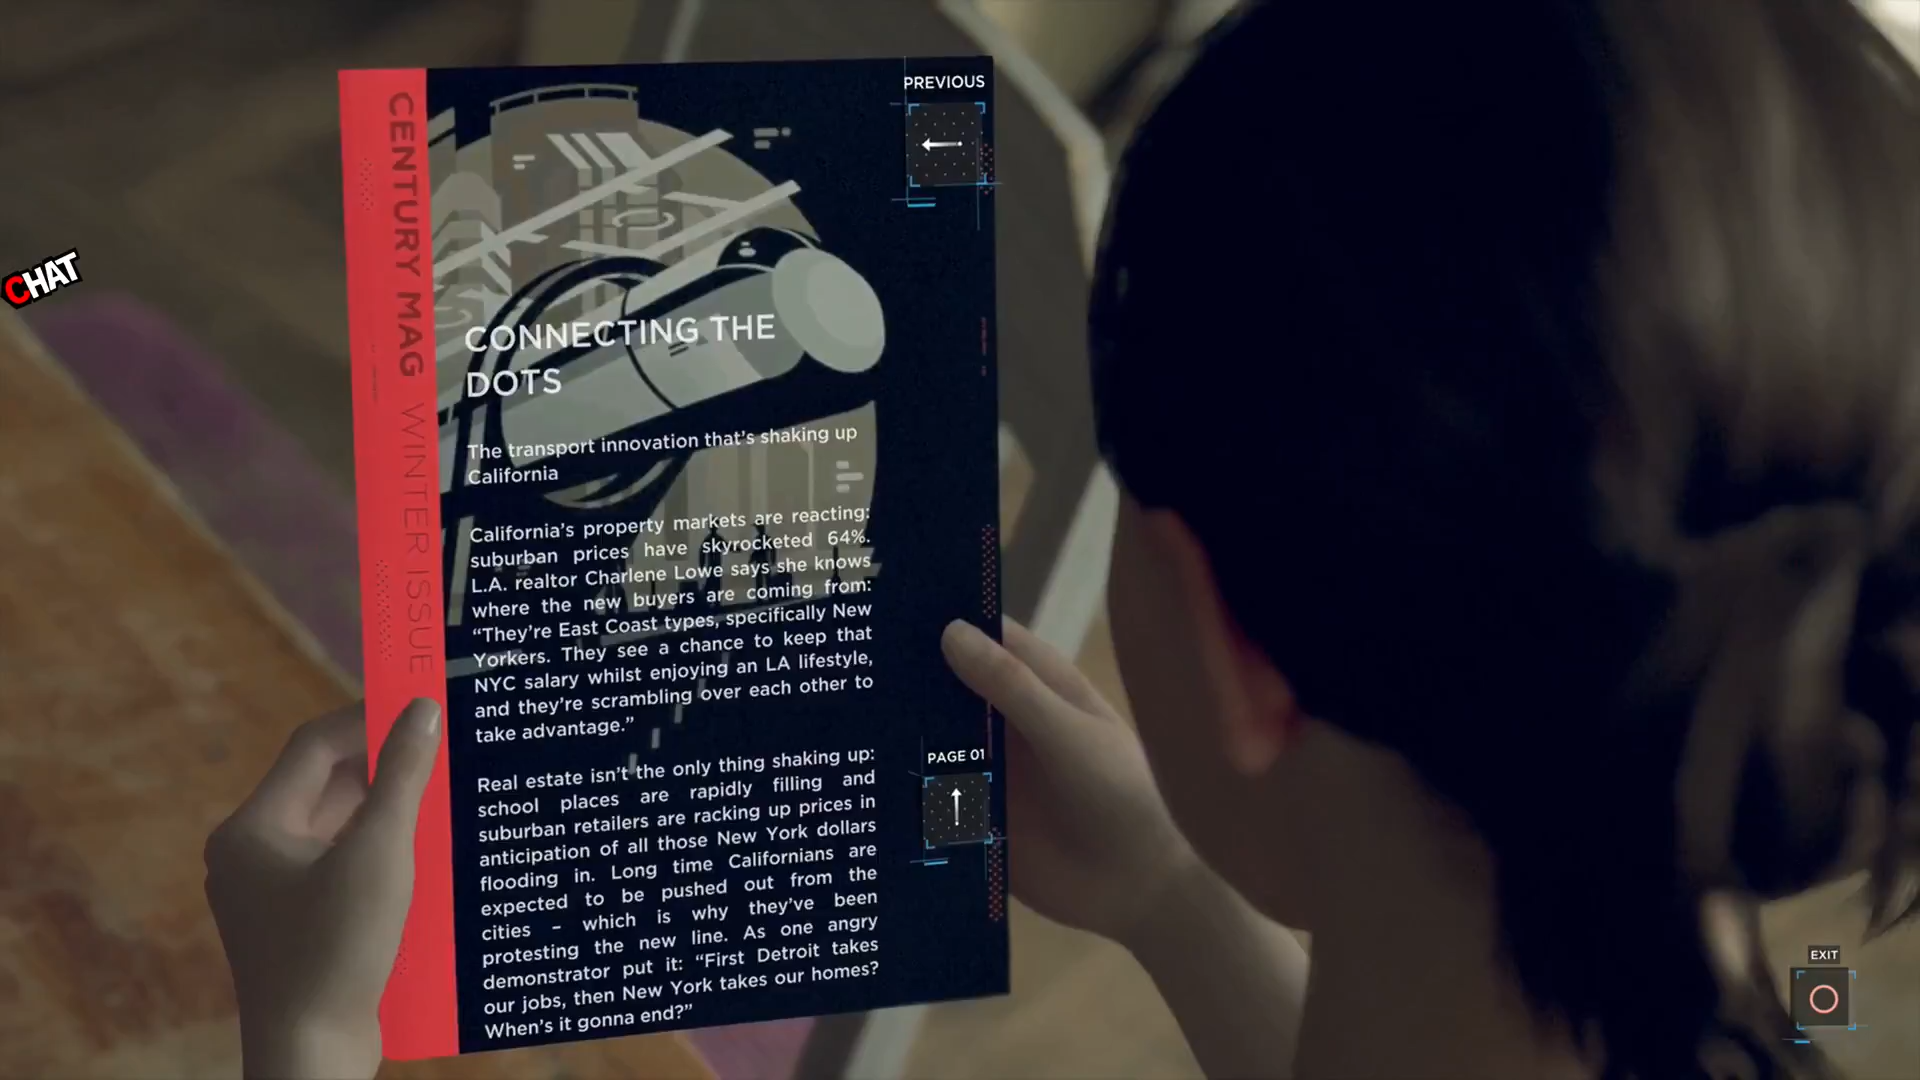 PREVIOUS
CENTURY MAG WINTER ISSUE
CHAT
CONNECTING THE
DOTS
The transport innovation that's shaking up
California
California's property markets are reacting:
suburban prices have skyrocketed 64%.
L.A. realtor Charlene Lowe says she knows
where the new buyers are coming from:
“They're East Coast types, specifically New
Yorkers. They see a chance to keep that
NYC salary whilst enjoying an LA lifestyle,
and they're scrambling over each other to
take advantage.”
Real estate isn't the only thing shaking up:
school places are rapidly filling and
suburban retailers are racking up prices in
anticipation of all those New York dollars
flooding in. Long time Californians are
expected to be pushed out from the
cities – which is why they've been
protesting the new line. As one angry
demonstrator put it: “First Detroit takes
our jobs, then New York takes our homes?
When's it gonna end?”
PAGE 01
EXIT